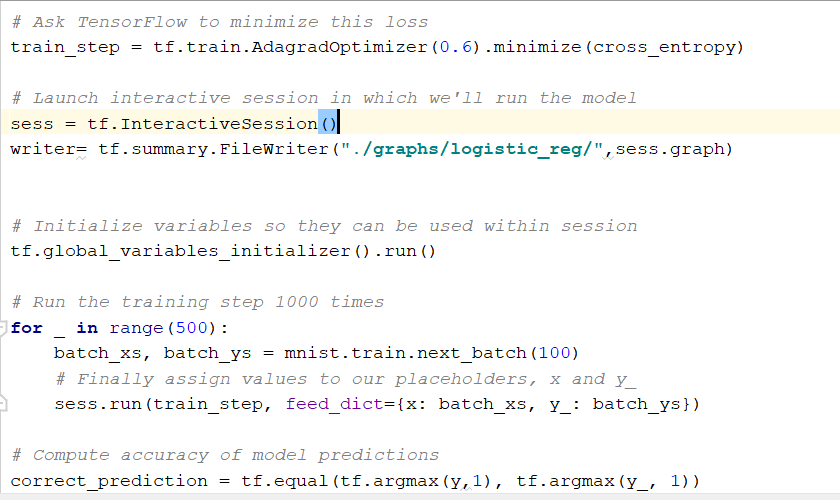 # Ask TensorFlow to minimize this loss
train_step = tf.train.AdagradOptimizer(0.6).minimize(cross_entropy)
# Launch interactive session in which we'll run the model
sess = tf.InteractiveSession()
writer= tf.summary.FileWriter("./graphs/logistic_reg/",sess.graph)
# Initialize variables so they can be used within session
tf.global_variables_initializer().run()
# Run the training step 1000 times
for _ in range(500):
    batch_xs, batch_ys = mnist.train.next_batch(100)
    # Finally assign values to our placeholders, x and y_
    sess.run(train_step, feed_dict={x: batch_xs, y_: batch_ys})
# Compute accuracy of model predictions
correct_prediction = tf.equal(tf.argmax(y,1), tf.argmax(y_, 1))